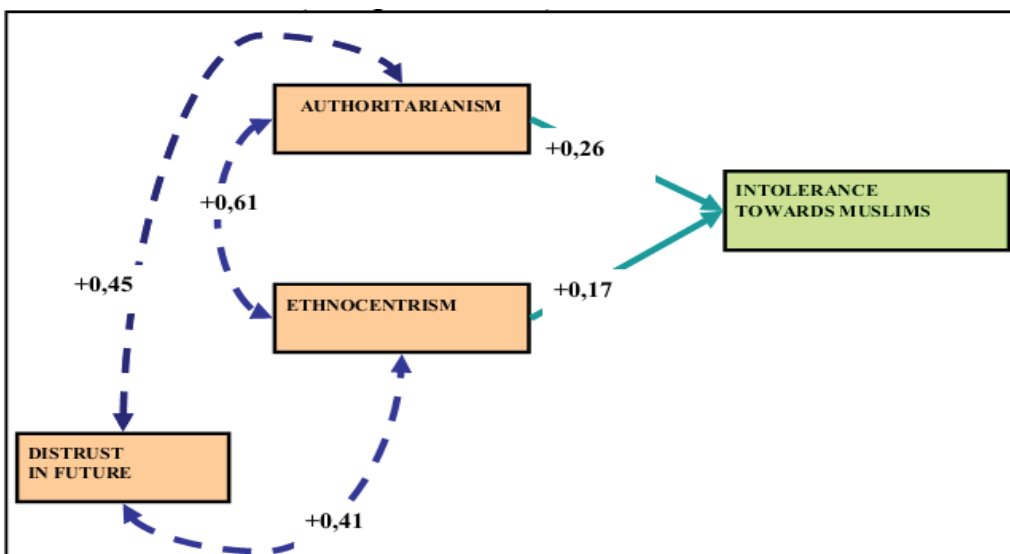 AUTHORITARIANISM
+0,26
INTOLERANCE
TOWARDS MUSLIMS
+0,61
+0,45
ETHNOCENTRISM
+0,17
DISTRUST
IN FUTURE
+0,41